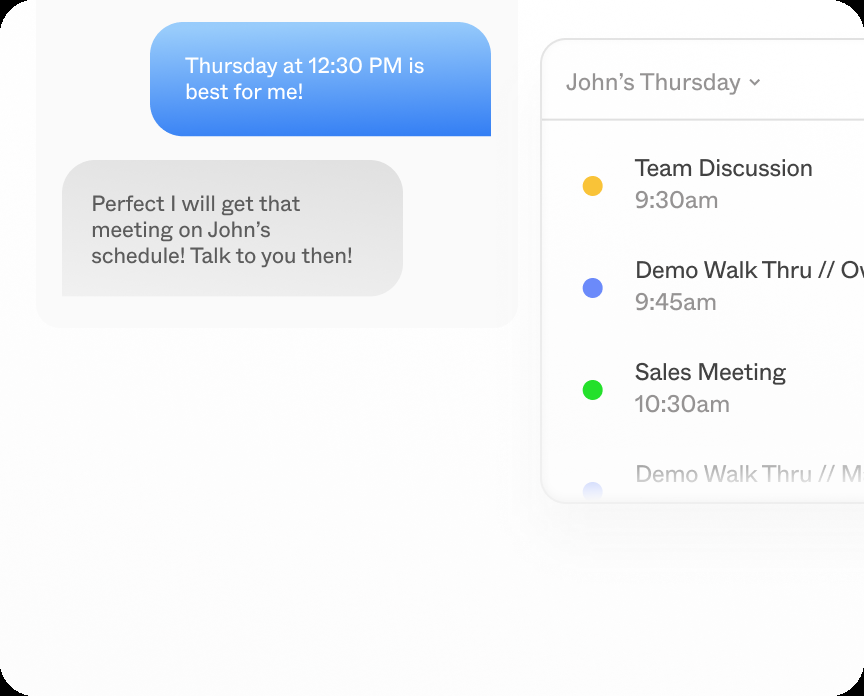 Thursday at 12:30 PM is
best for me!
Perfect I will get that
meeting on John’s
schedule! Talk to you then!
John’s Thursday
Team Discussion
9:30am
Demo Walk Thru //
9:45am
Sales Meeting
10:30am
Demo Walk Thru //